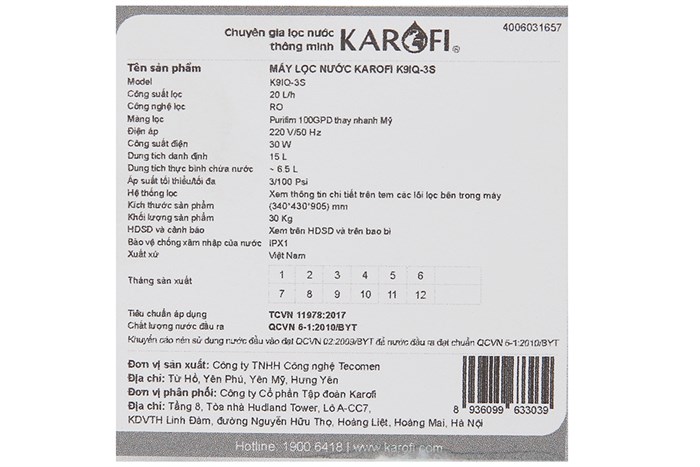 Chuyên gia lọc nước
thông minh KAROFI®
4006031657
Tên sản phẩm MÁY LỌC NƯỚC KAROFI K9IQ-3S
Model K9IQ-3S
Công suất lọc 20 L/h
Công nghệ lọc RO
Màng lọc Purifim 100GPD thay nhanh Mỹ
Điện áp 220 V/50 Hz
Công suất điện 30 W
Dung tích danh định 15 L
Dung tích thực bình chứa nước ~ 6.5 L
Áp suất tối thiểu/tối đa 3/100 Psi
Hệ thống lọc Xem thông tin chi tiết trên tem các lõi lọc bên trong máy
Kích thước sản phẩm (340*430*905) mm
Khối lượng sản phẩm 30 Kg
HDSD và cảnh báo Xem trên HDSD và trên bao bì
Bảo vệ chống xâm nhập của nước IPX1
Xuất xứ Việt Nam
Tháng sản xuất
1 2 3 4 5 6
7 8 9 10 11 12
Tiêu chuẩn áp dụng TCVN 11978:2017
Chất lượng nước đầu ra QCVN 6-1:2010/BYT
Khuyến cáo nên sử dụng nước đầu vào đạt QCVN 02:2009/BYT để nước đầu ra đạt chuẩn QCVN 6-1:2010/BYT
Đơn vị sản xuất: Công ty TNHH Công nghệ Tecomen
Địa chỉ: Từ Hồ, Yên Phú, Yên Mỹ, Hưng Yên
Đơn vị phân phối: Công ty Cổ phần Tập đoàn Karofi
Địa chỉ: Tầng 8, Tòa nhà Hudland Tower, Lô A-CC7,
KDVTH Linh Đàm, đường Nguyễn Hữu Thọ, Hoàng Liệt, Hoàng Mai, Hà Nội
8 936099 633039
Hotline: 1900 6418 | www.karofi.com